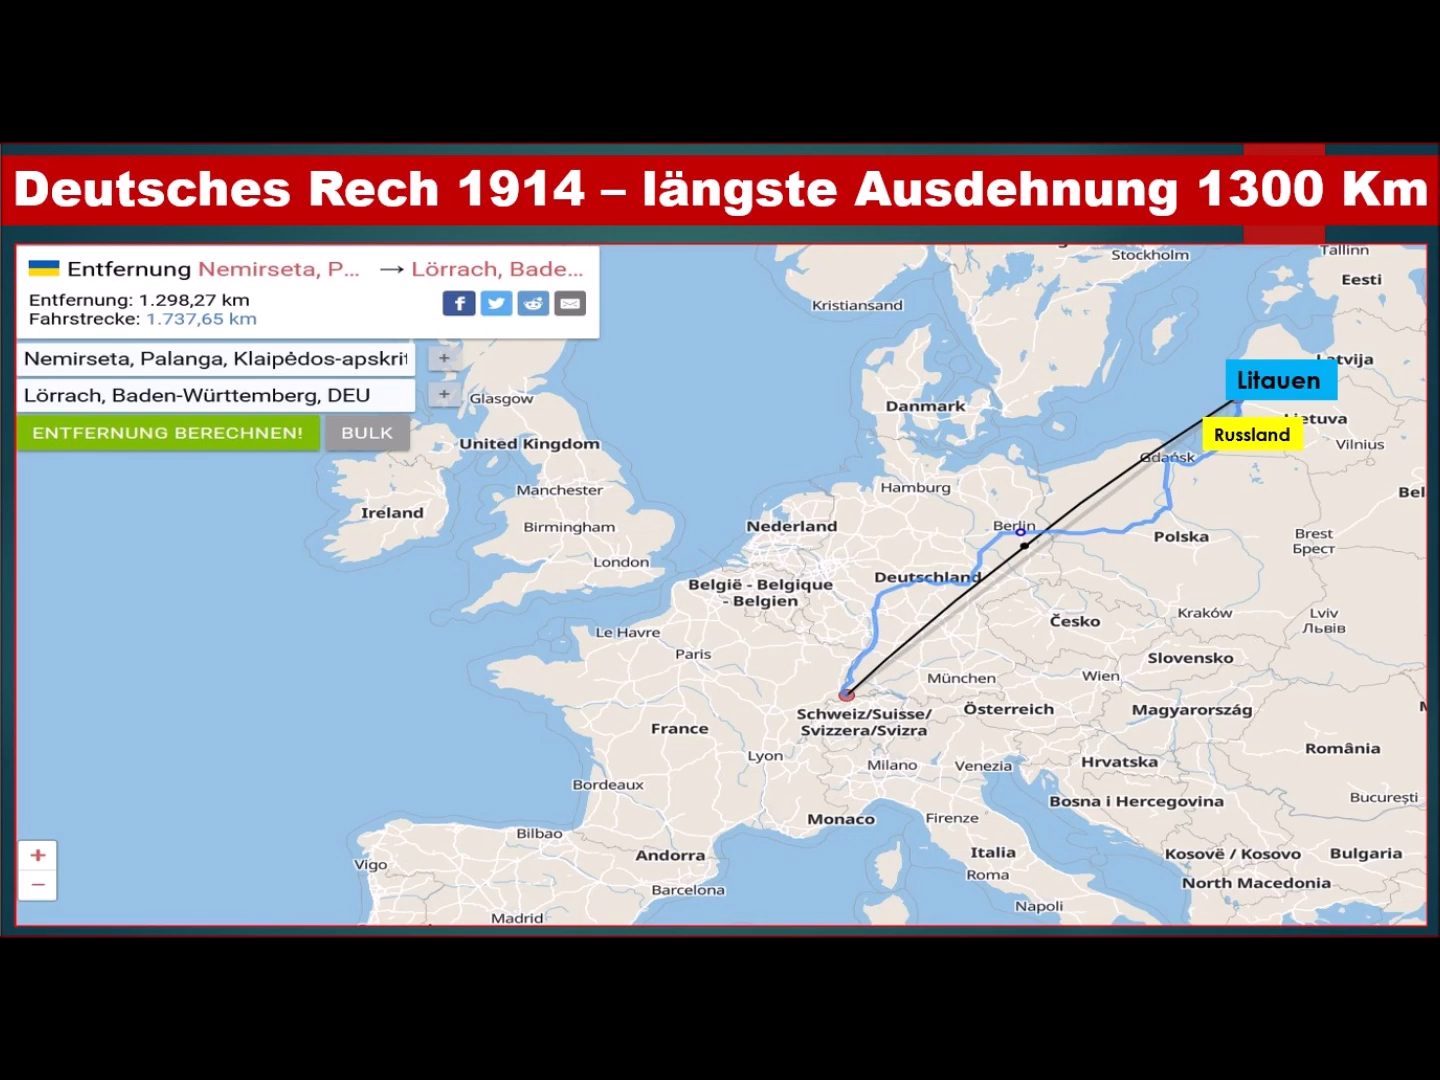 Deutsches Rech 1914 – längste Ausdehnung 1300 Km
Entfernung Nemirseta, P... → Lörrach, Bade...
Entfernung: 1.298,27 km
Fahrstrecke: 1.737,65 km
Nemirseta, Palanga, Klaipėdos-apskrit
+
Lörrach, Baden-Württemberg, DEU
+
ENTFERNUNG BERECHNEN!
BULK
Stockholm
Tallinn
Eesti
Kristiansand
Latvija
Litauen
Glasgow
Danmark
Lietuva
Russland
United Kingdom
Vilnius
Gdańsk
Hamburg
Manchester
Bel
Ireland
Birmingham
Nederland
Berlin
Polska
Brest
Брест
London
België - Belgique
- Belgien
Deutschland
Kraków
Lviv
Львів
Česko
Le Havre
Paris
Slovensko
München
Wien
Schweiz/Suisse/
Svizzera/Svizra
Österreich
Magyarország
France
România
Lyon
Milano
Venezia
Hrvatska
Bordeaux
Bosna i Hercegovina
București
Monaco
Firenze
Bilbao
Andorra
Italia
Kosovë / Kosovo
Bulgaria
Vigo
Roma
North Macedonia
Barcelona
Napoli
Madrid
+
−